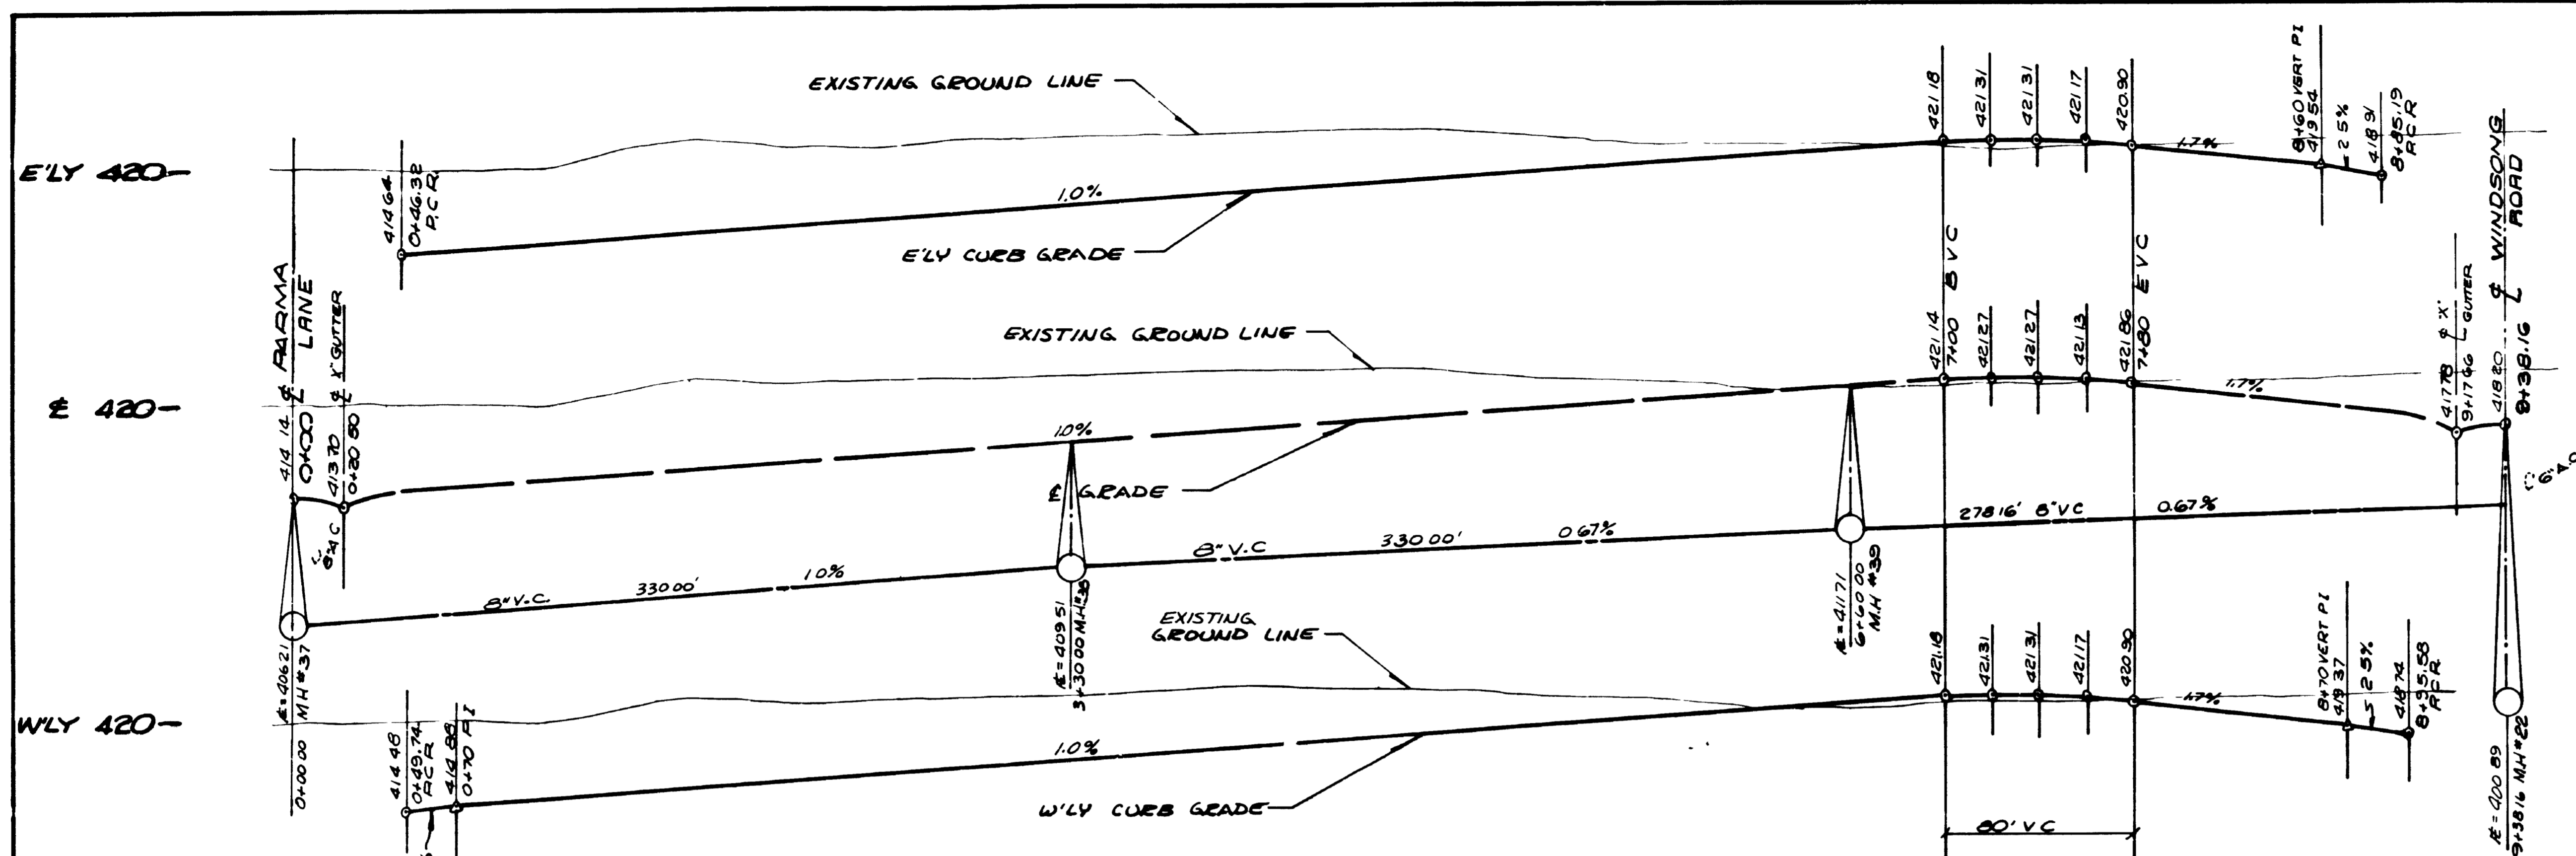 EXISTING GROUND LINE
421.18
421.31
421.31
421.17
420.90
8+60 VERT PI
419.54
2.5%
418.91
8+85.19
P.C.R.
E'LY 420-
414.64
0+46.32
P.C.R.
1.0%
1.7%
E'LY CURB GRADE
B V C
E V C
℄ WINDSONG
ROAD
9+38.16
℄ PARMA
LANE
0+00
414.14
413.70
0+20.80
℄ "X" GUTTER
EXISTING GROUND LINE
421.14
7+00
421.27
421.27
421.13
421.86
7+80
417.78
9+17.66
℄ "X"
GUTTER
418.20
℄ 420-
1.0%
1.7%
℄ GRADE
8" A.C.
8" V.C.
330.00'
1.0%
8" V.C.
330.00'
0.67%
278.16' 8" V.C.
0.67%
=406.21
M.H #37
0+00.00
=409.51
3+30.00 M.H #38
=411.71
6+60.00
M.H #39
=400.89
9+38.16 M.H #22
EXISTING
GROUND LINE
421.18
421.31
421.31
421.17
420.90
8+70 VERT PI
419.37
2.5%
418.74
8+95.58
P.C.R.
W'LY 420-
414.48
0+49.74
P.C.R.
414.88
0+70 P.I
1.0%
1.7%
W'LY CURB GRADE
80' V C